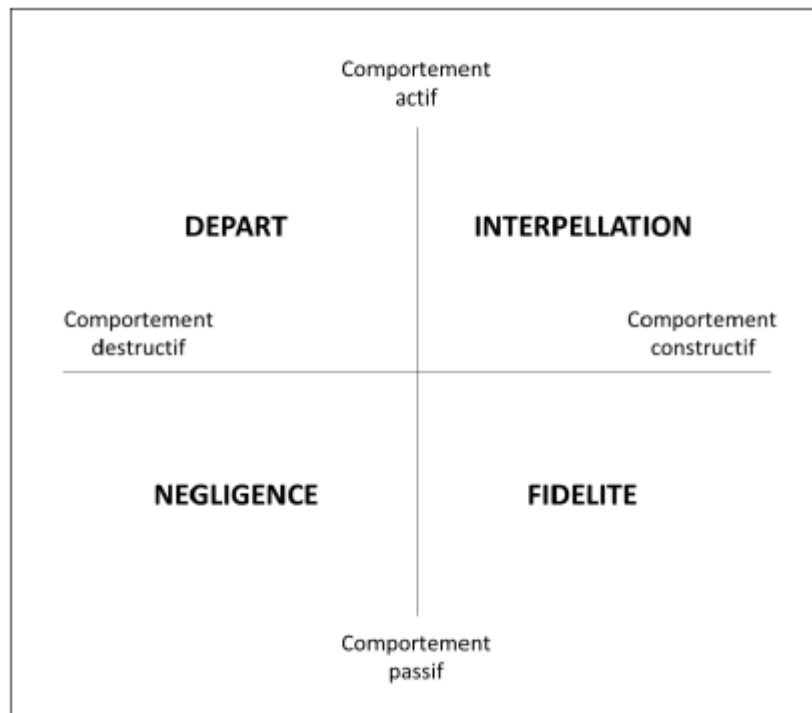 Comportement
actif
DEPART
INTERPELLATION
Comportement
destructif
Comportement
constructif
NEGLIGENCE
FIDELITE
Comportement
passif